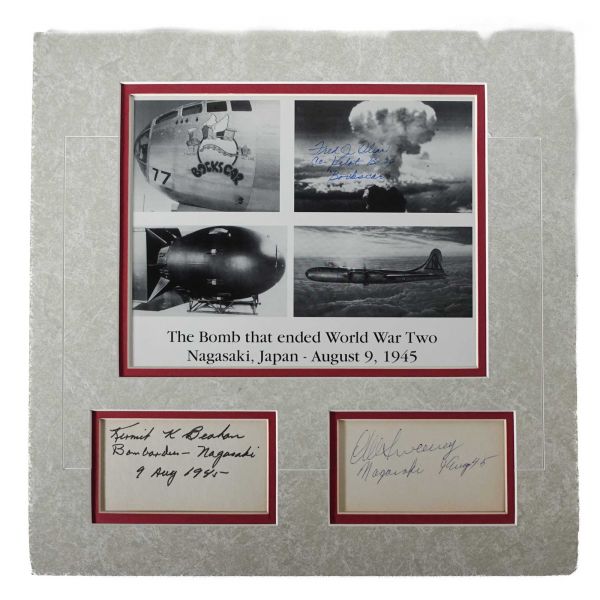 BOCKSCAR
77
Fred J. Olivi
Co-Pilot B-29
"Bockscar"
The Bomb that ended World War Two
Nagasaki, Japan - August 9, 1945
Kermit K Beahan
Bombardier - Nagasaki
9 Aug 1945
Sweeney
Nagasaki 9 Aug 45